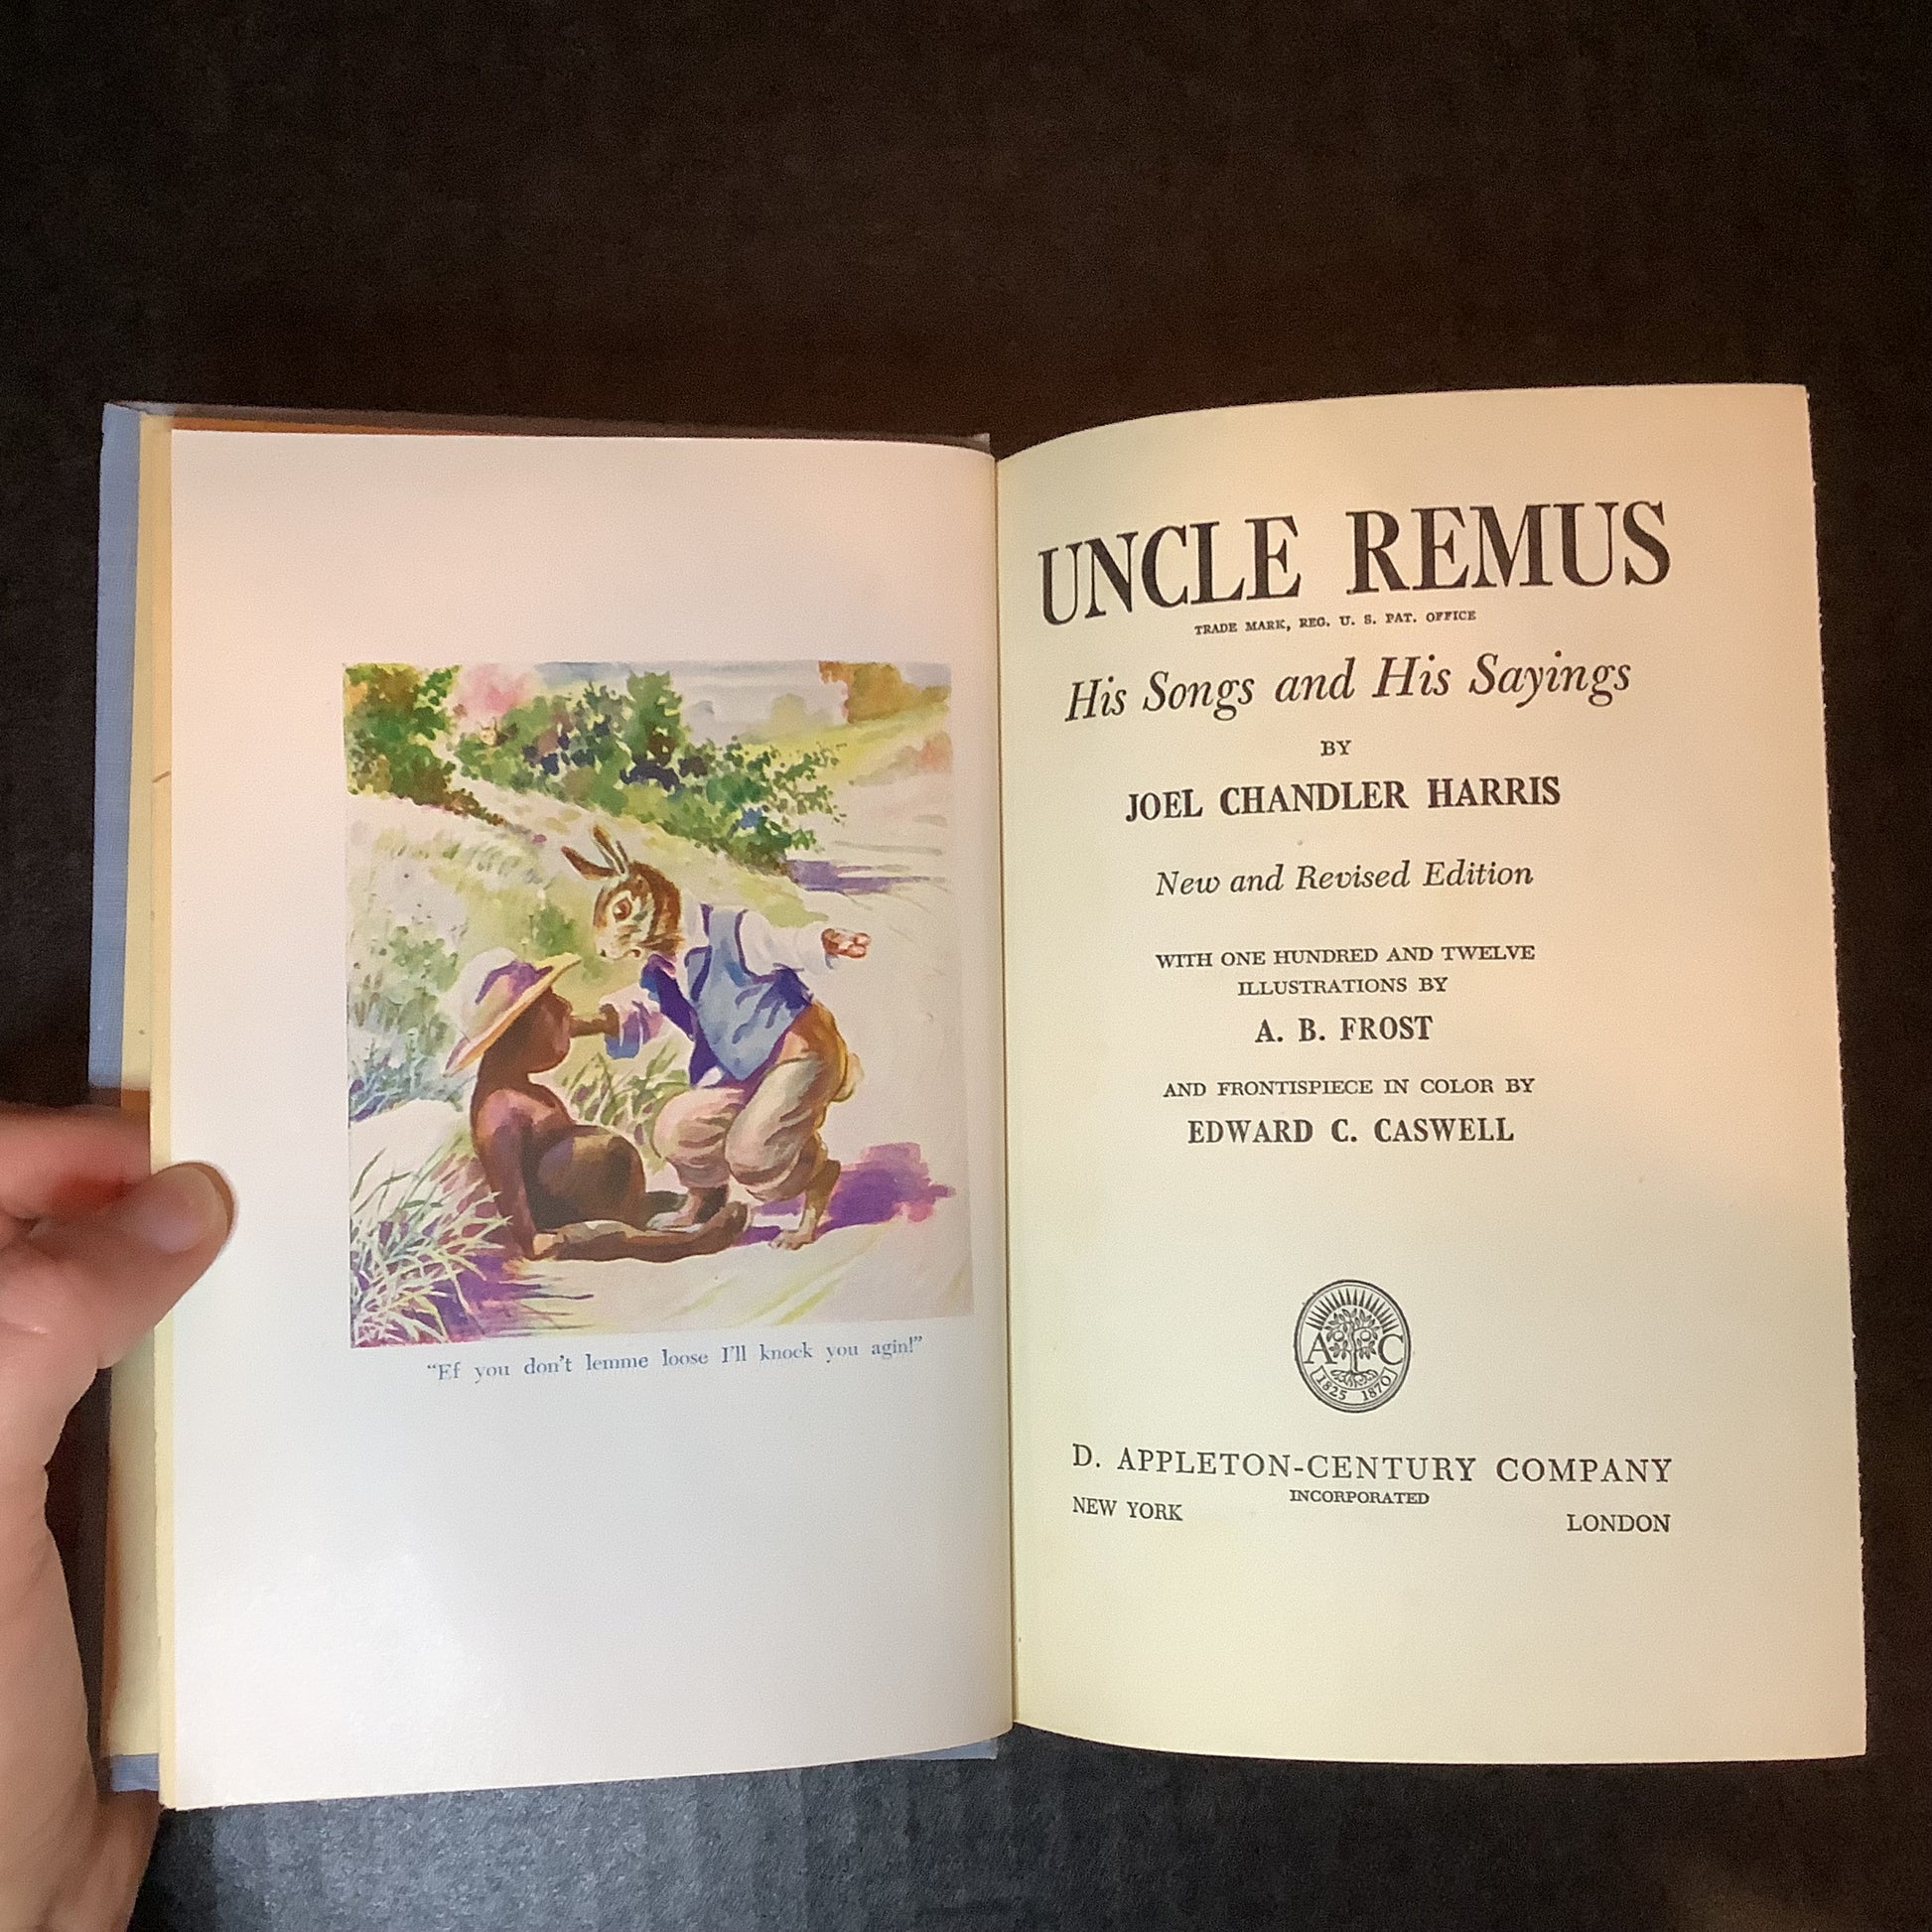 "Ef you don't lemme loose I'll knock you agin!"
UNCLE REMUS
TRADE MARK, REG. U. S. PAT. OFFICE
His Songs and His Sayings
BY
JOEL CHANDLER HARRIS
New and Revised Edition
WITH ONE HUNDRED AND TWELVE
ILLUSTRATIONS BY
A. B. FROST
AND FRONTISPIECE IN COLOR BY
EDWARD C. CASWELL
A C
1825 1870
D. APPLETON-CENTURY COMPANY
INCORPORATED
NEW YORK LONDON